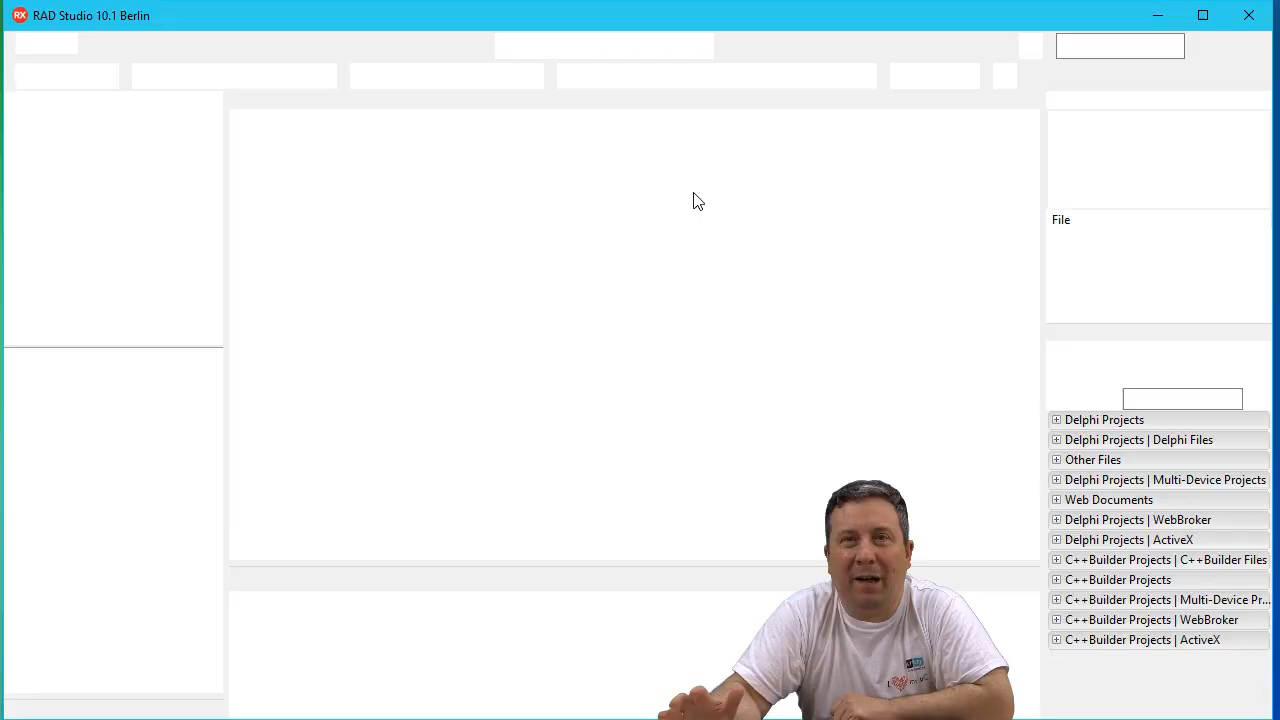 RX RAD Studio 10.1 Berlin
File
Delphi Projects
Delphi Projects | Delphi Files
Other Files
Delphi Projects | Multi-Device Projects
Web Documents
Delphi Projects | WebBroker
Delphi Projects | ActiveX
C++Builder Projects | C++Builder Files
C++Builder Projects
C++Builder Projects | Multi-Device Pr...
C++Builder Projects | WebBroker
C++Builder Projects | ActiveX